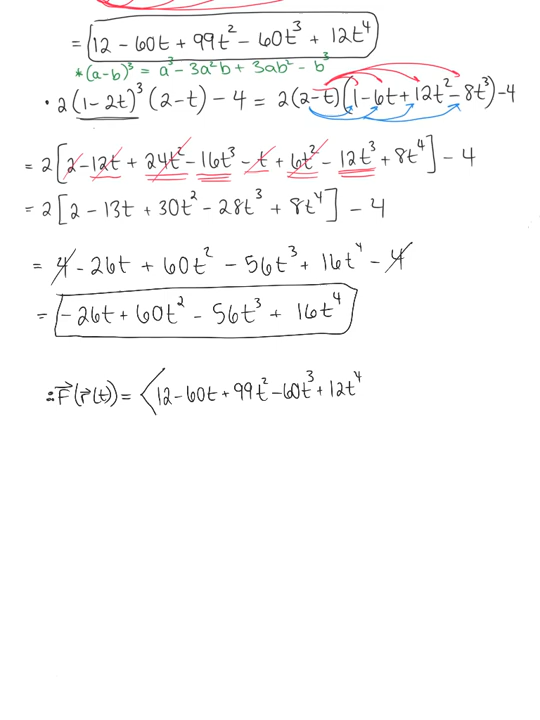 = 12 - 60t + 99t² - 60t³ + 12t⁴
*(a-b)³ = a³ - 3a²b + 3ab² - b³
· 2(1-2t)³(2-t) - 4 = 2(2-t)(1-6t+12t²-8t³)-4
= 2[2-12t + 24t² - 16t³ - t + 6t² - 12t³ + 8t⁴] - 4
= 2[2 - 13t + 30t² - 28t³ + 8t⁴] - 4
= 4 - 26t + 60t² - 56t³ + 16t⁴ - 4
= -26t + 60t² - 56t³ + 16t⁴
∴ F⃗(r⃗(t)) = ⟨12 - 60t + 99t² - 60t³ + 12t⁴